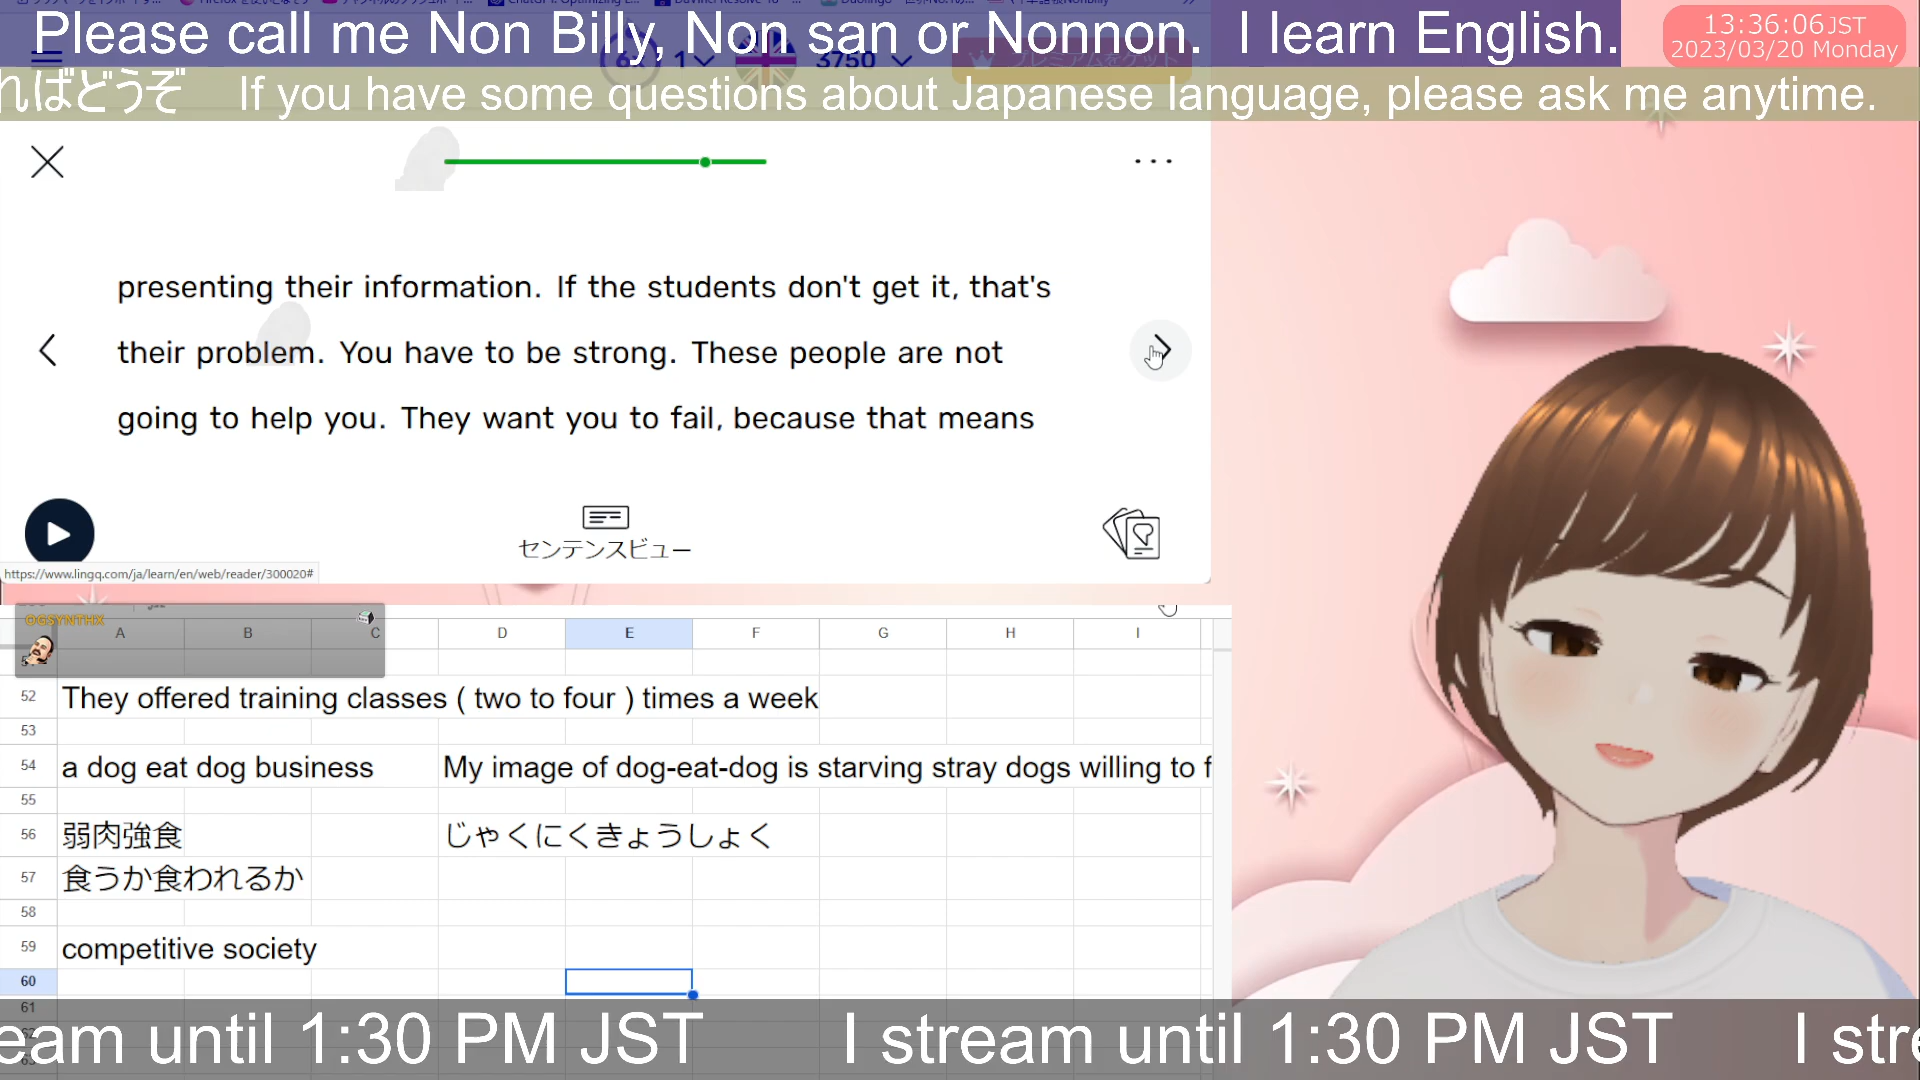 Please call me Non Billy, Non san or Nonnon. I learn English.
13:36:06 JST
2023/03/20 Monday
1
3750
ればどうぞ If you have some questions about Japanese language, please ask me anytime.
presenting their information. If the students don't get it, that's
their problem. You have to be strong. These people are not
going to help you. They want you to fail, because that means
センテンスビュー
https://www.lingq.com/ja/learn/en/web/reader/300020#
OGSYNTHX
A B C D E F G H I
52 They offered training classes ( two to four ) times a week
53
54 a dog eat dog business My image of dog-eat-dog is starving stray dogs willing to f
55
56 弱肉強食 じゃくにくきょうしょく
57 食うか食われるか
58
59 competitive society
60
61
eam until 1:30 PM JST I stream until 1:30 PM JST I stre